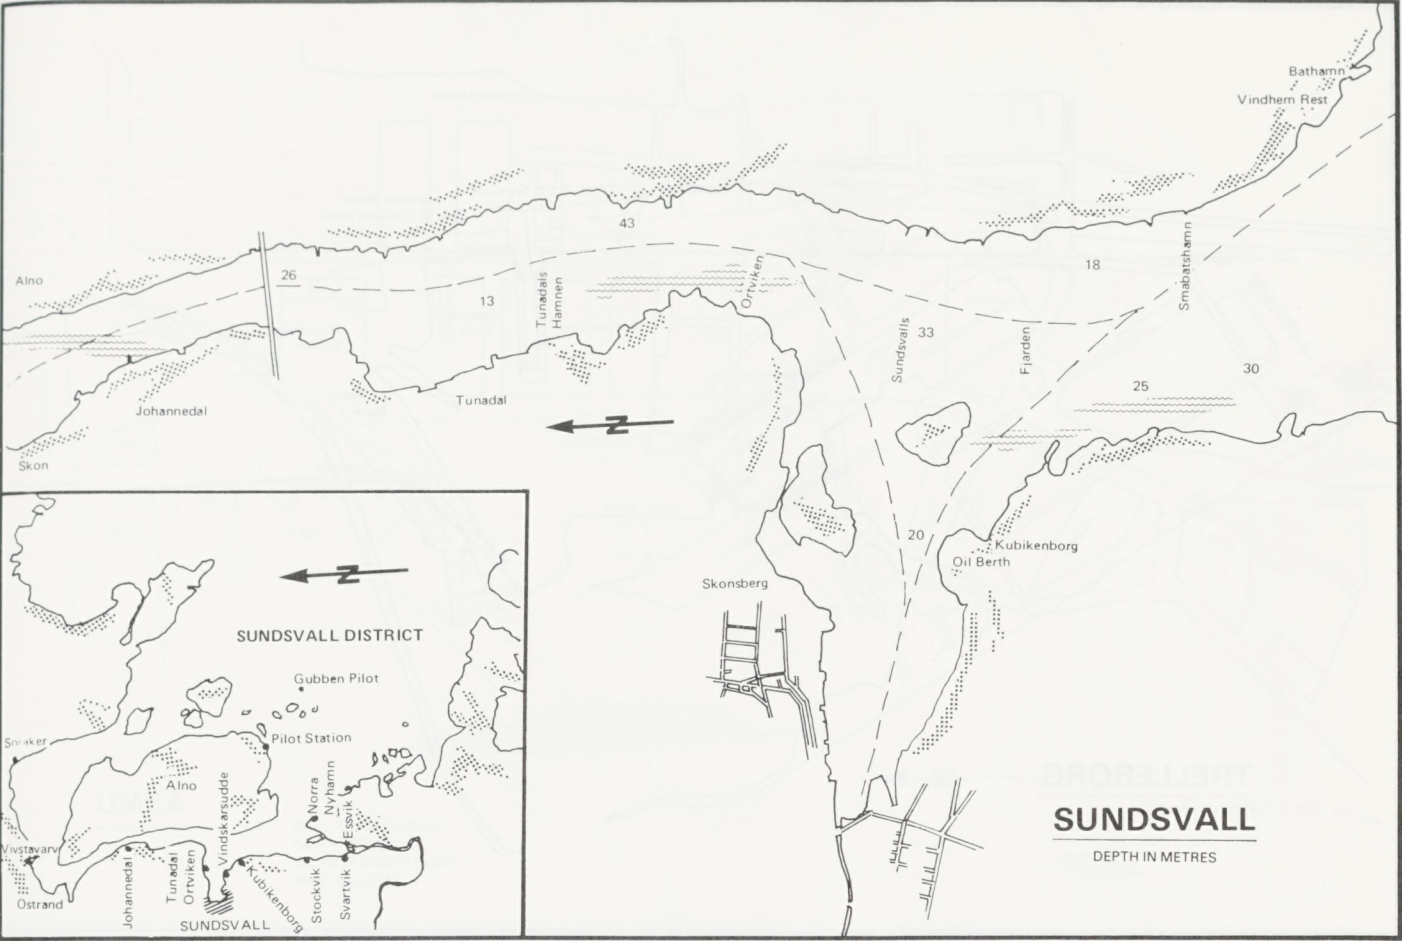 Bathamn
Vindhem Rest
43
Alno
26
13
Tunadals
Hamnen
Ortviken
Sundsvalls
33
Fjarden
18
Smabatshamn
25
30
Johannedal
Tunadal
N
Skon
20
Kubikenborg
Oil Berth
Skonsberg
SUNDSVALL
DEPTH IN METRES
N
SUNDSVALL DISTRICT
Gubben Pilot
Pilot Station
Alno
Vindskarsudde
Norra
Nyhamn
Essvik
Vivstavarv
Ostrand
Johannedal
Tunadal
Ortviken
Kubikenborg
Stockvik
Svartvik
SUNDSVALL
TRELLEBORG